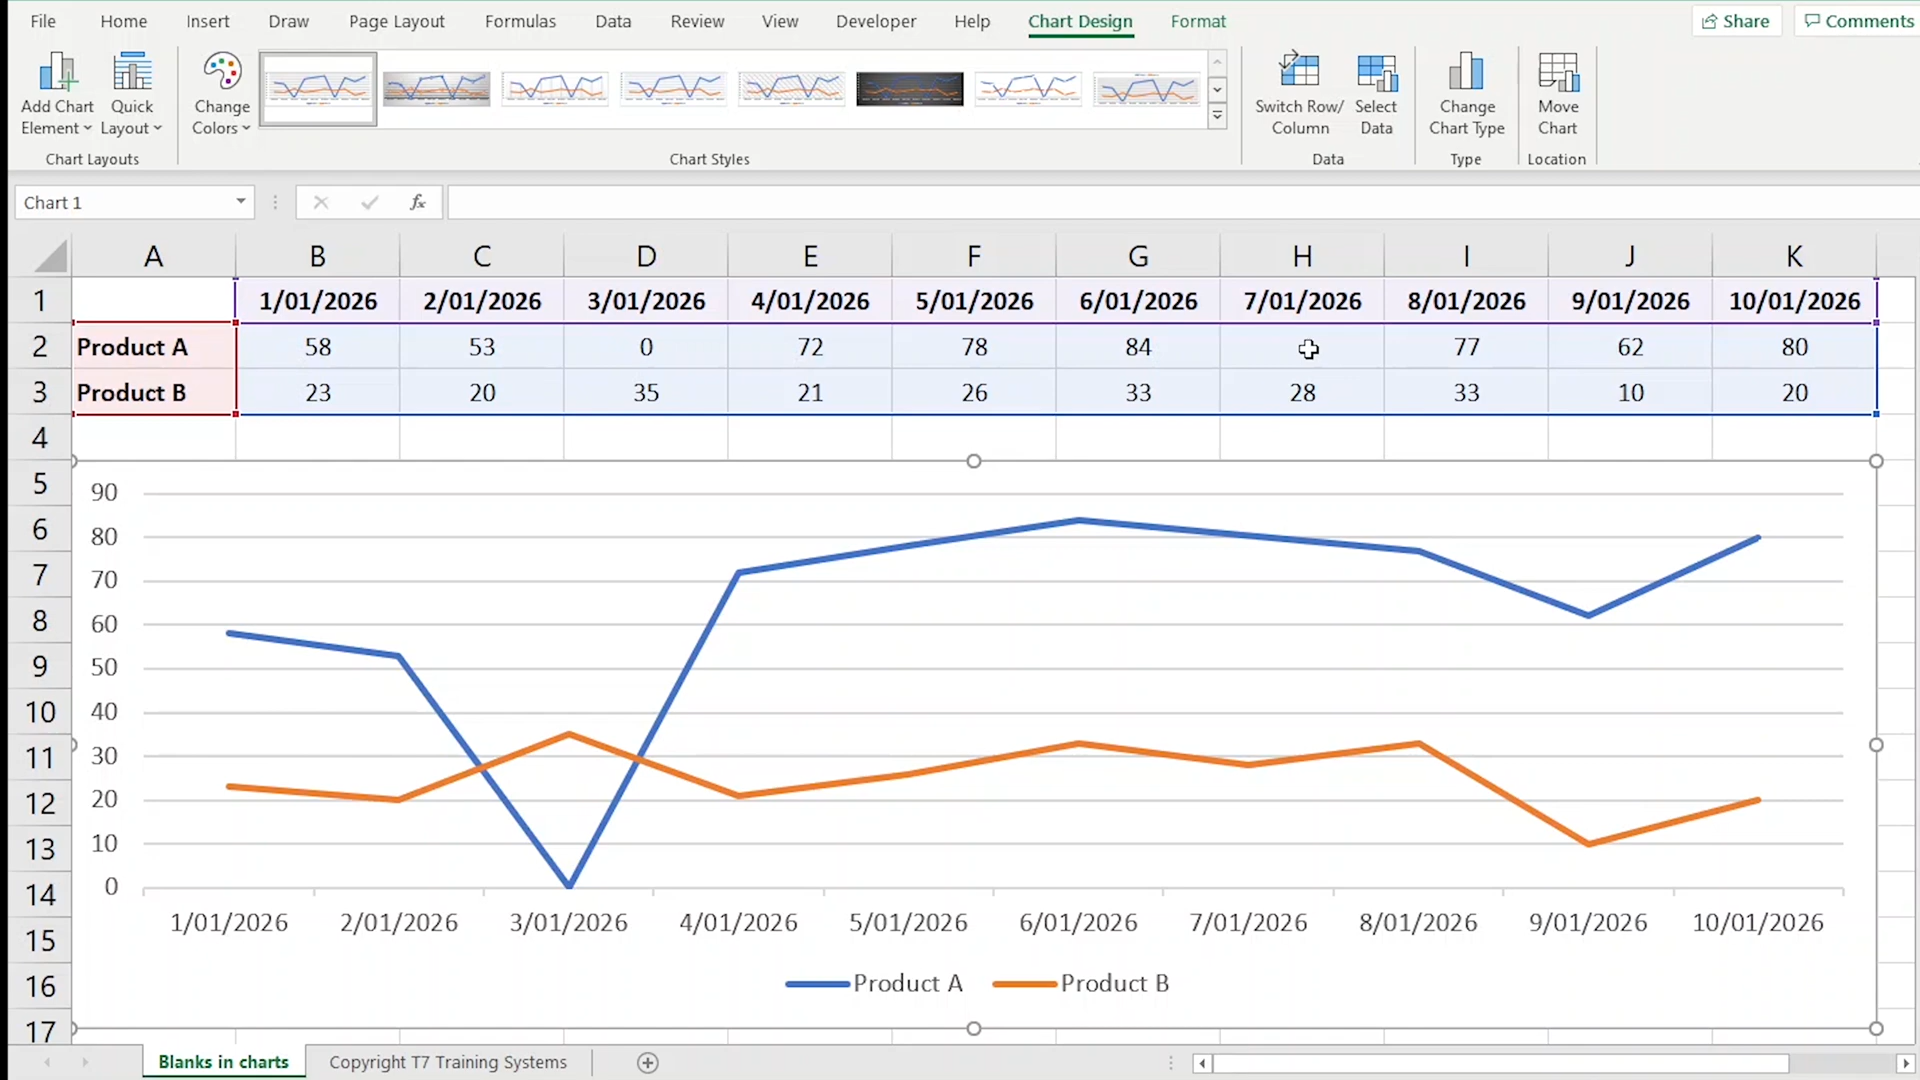 File Home Insert Draw Page Layout Formulas Data Review View Developer Help Chart Design Format Share Comments
Add Chart Element Quick Layout Change Colors Switch Row/ Column Select Data Change Chart Type Move Chart
Chart Layouts Chart Styles Data Type Location
Chart 1 fx
A B C D E F G H I J K
1 1/01/2026 2/01/2026 3/01/2026 4/01/2026 5/01/2026 6/01/2026 7/01/2026 8/01/2026 9/01/2026 10/01/2026
2 Product A 58 53 0 72 78 84 77 62 80
3 Product B 23 20 35 21 26 33 28 33 10 20
4
5 90
6 80
7 70
8 60
9 50
10 40
11 30
12 20
13 10
14 0
15 1/01/2026 2/01/2026 3/01/2026 4/01/2026 5/01/2026 6/01/2026 7/01/2026 8/01/2026 9/01/2026 10/01/2026
16 Product A Product B
17
Blanks in charts Copyright T7 Training Systems